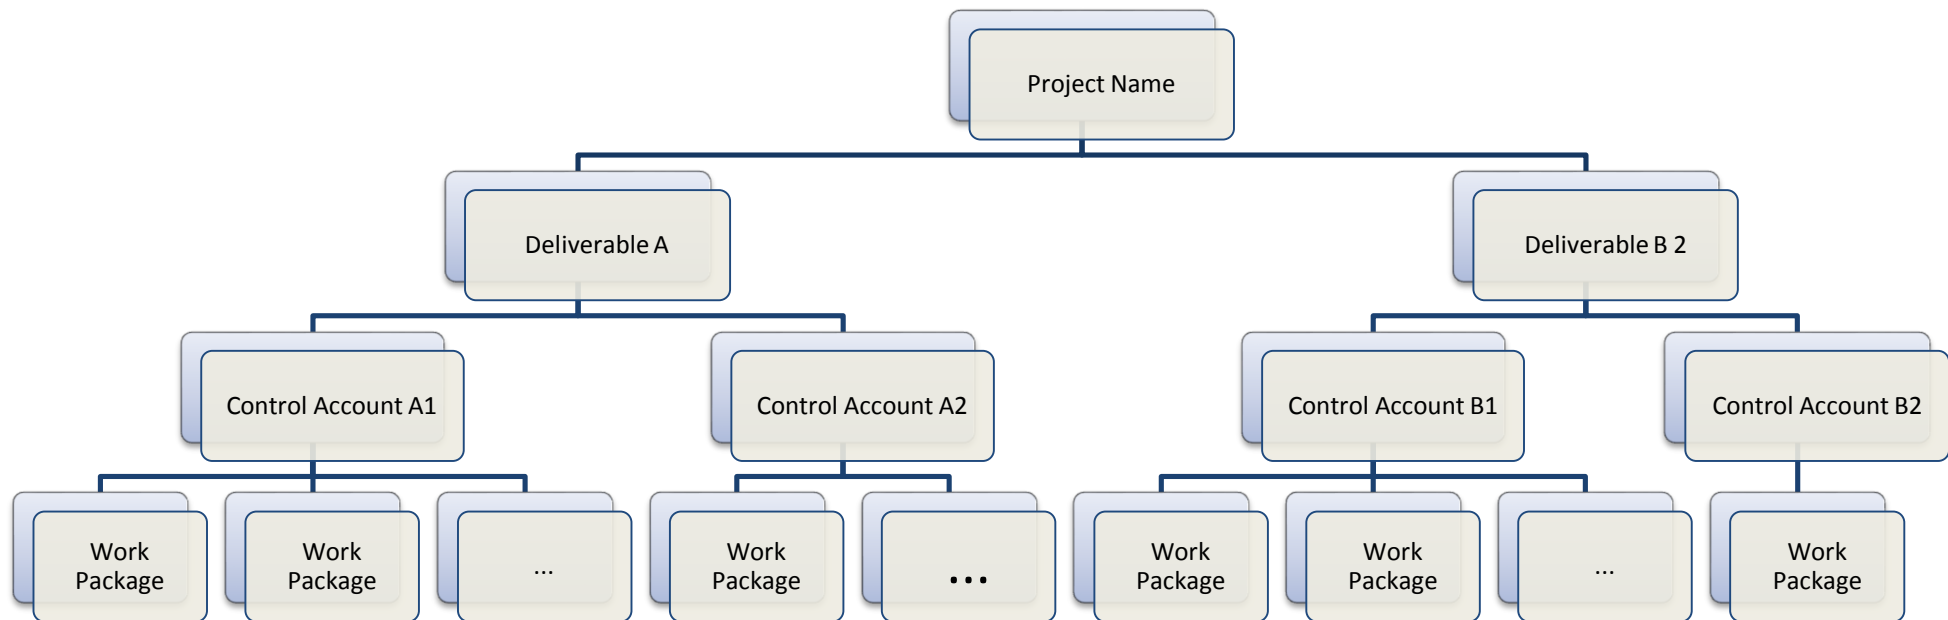 Project Name
Deliverable A
Deliverable B 2
Control Account A1
Control Account A2
Control Account B1
Control Account B2
Work
Package
Work
Package
...
Work
Package
...
Work
Package
Work
Package
...
Work
Package